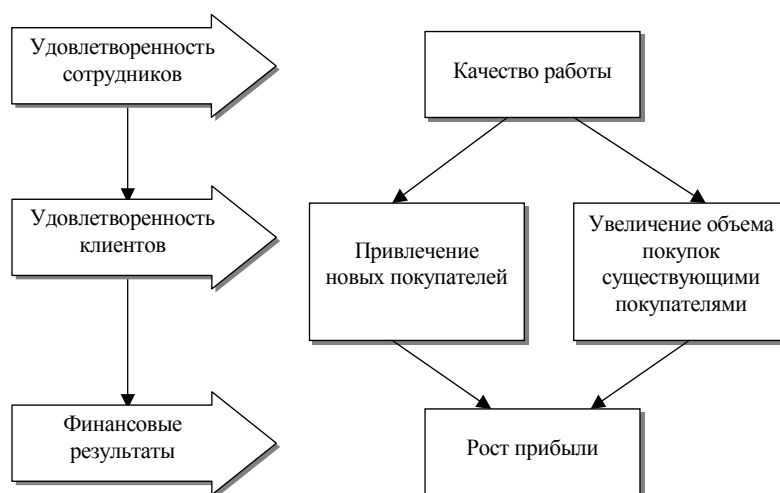 Удовлетворенность
сотрудников
Качество работы
Удовлетворенность
клиентов
Привлечение
новых покупателей
Увеличение объема
покупок
существующими
покупателями
Финансовые
результаты
Рост прибыли